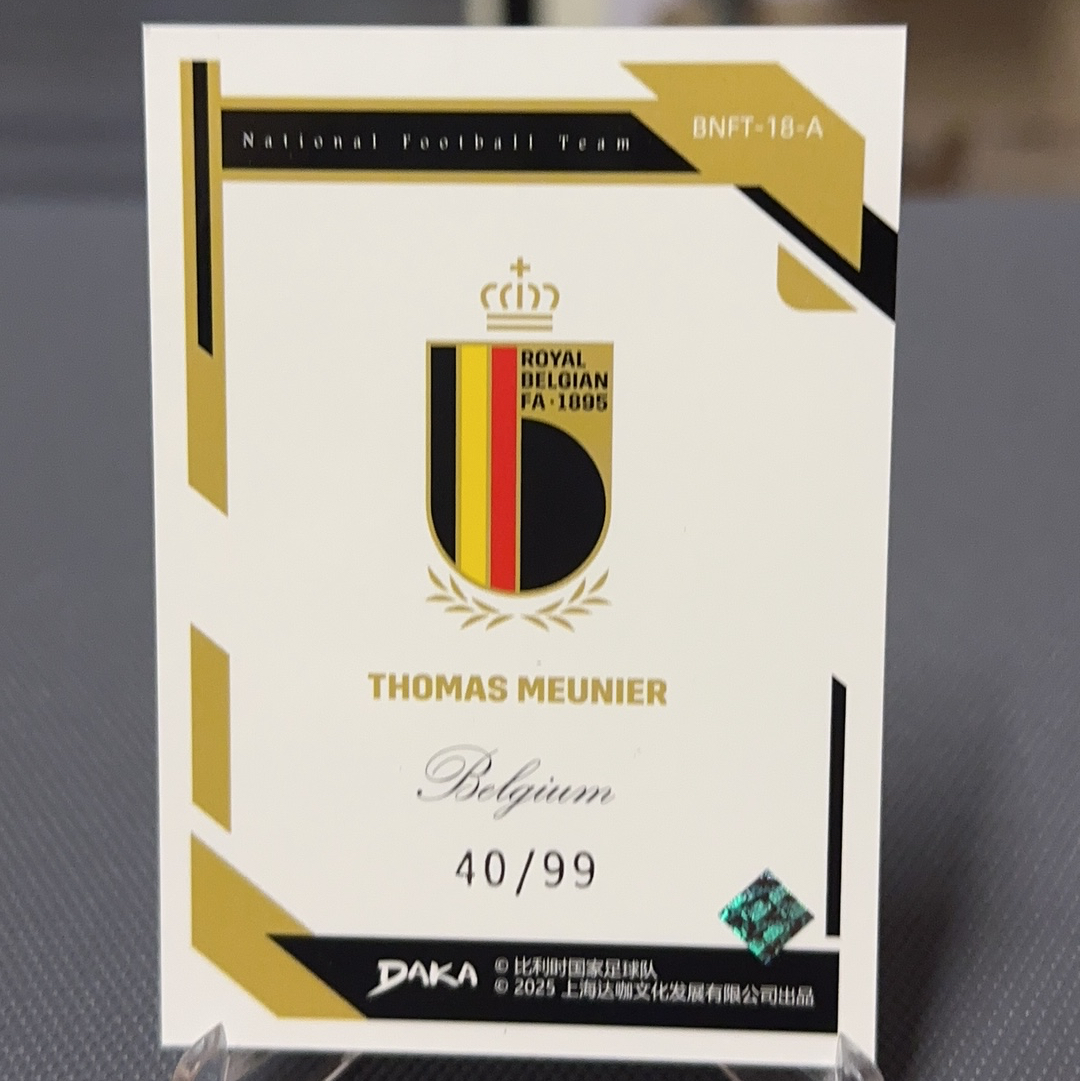 National Football Team
BNFT-18-A
ROYAL
BELGIAN
FA·1895
THOMAS MEUNIER
Belgium
40/99
DAKA
© 比利时国家足球队
© 2025 上海达咖文化发展有限公司出品